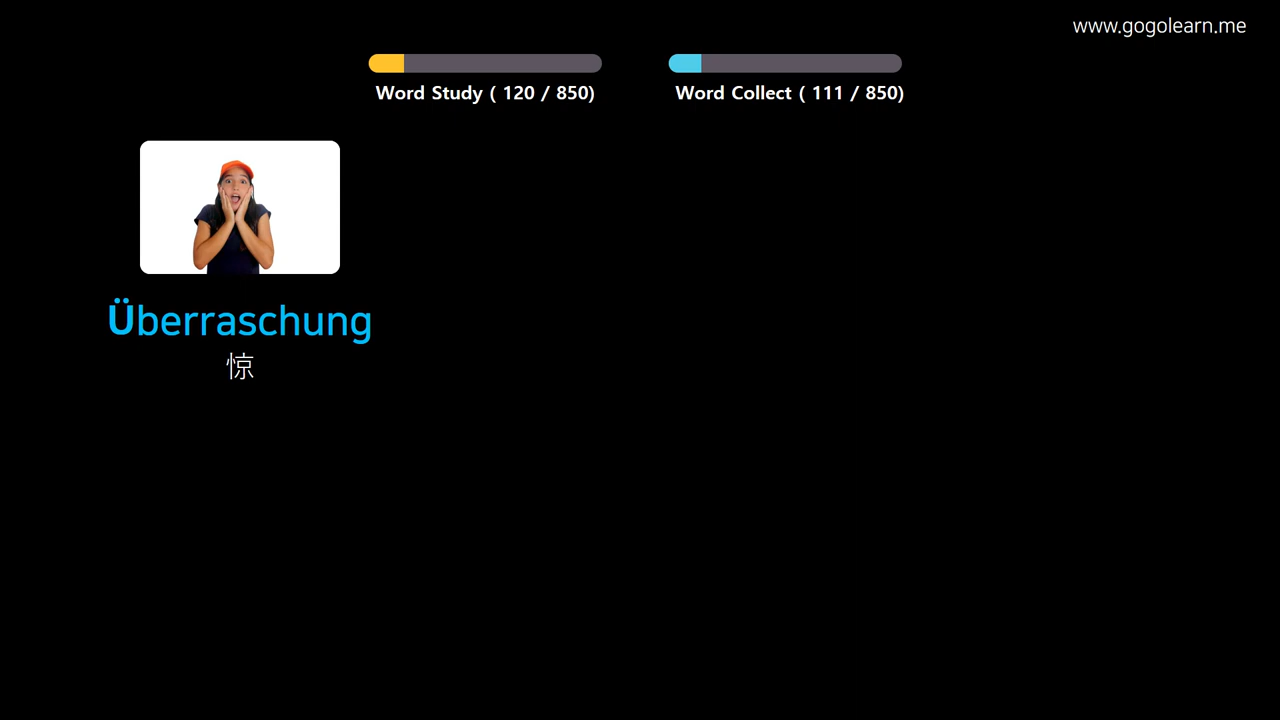 www.gogolearn.me
Word Study ( 120 / 850)
Word Collect ( 111 / 850)
Überraschung
惊